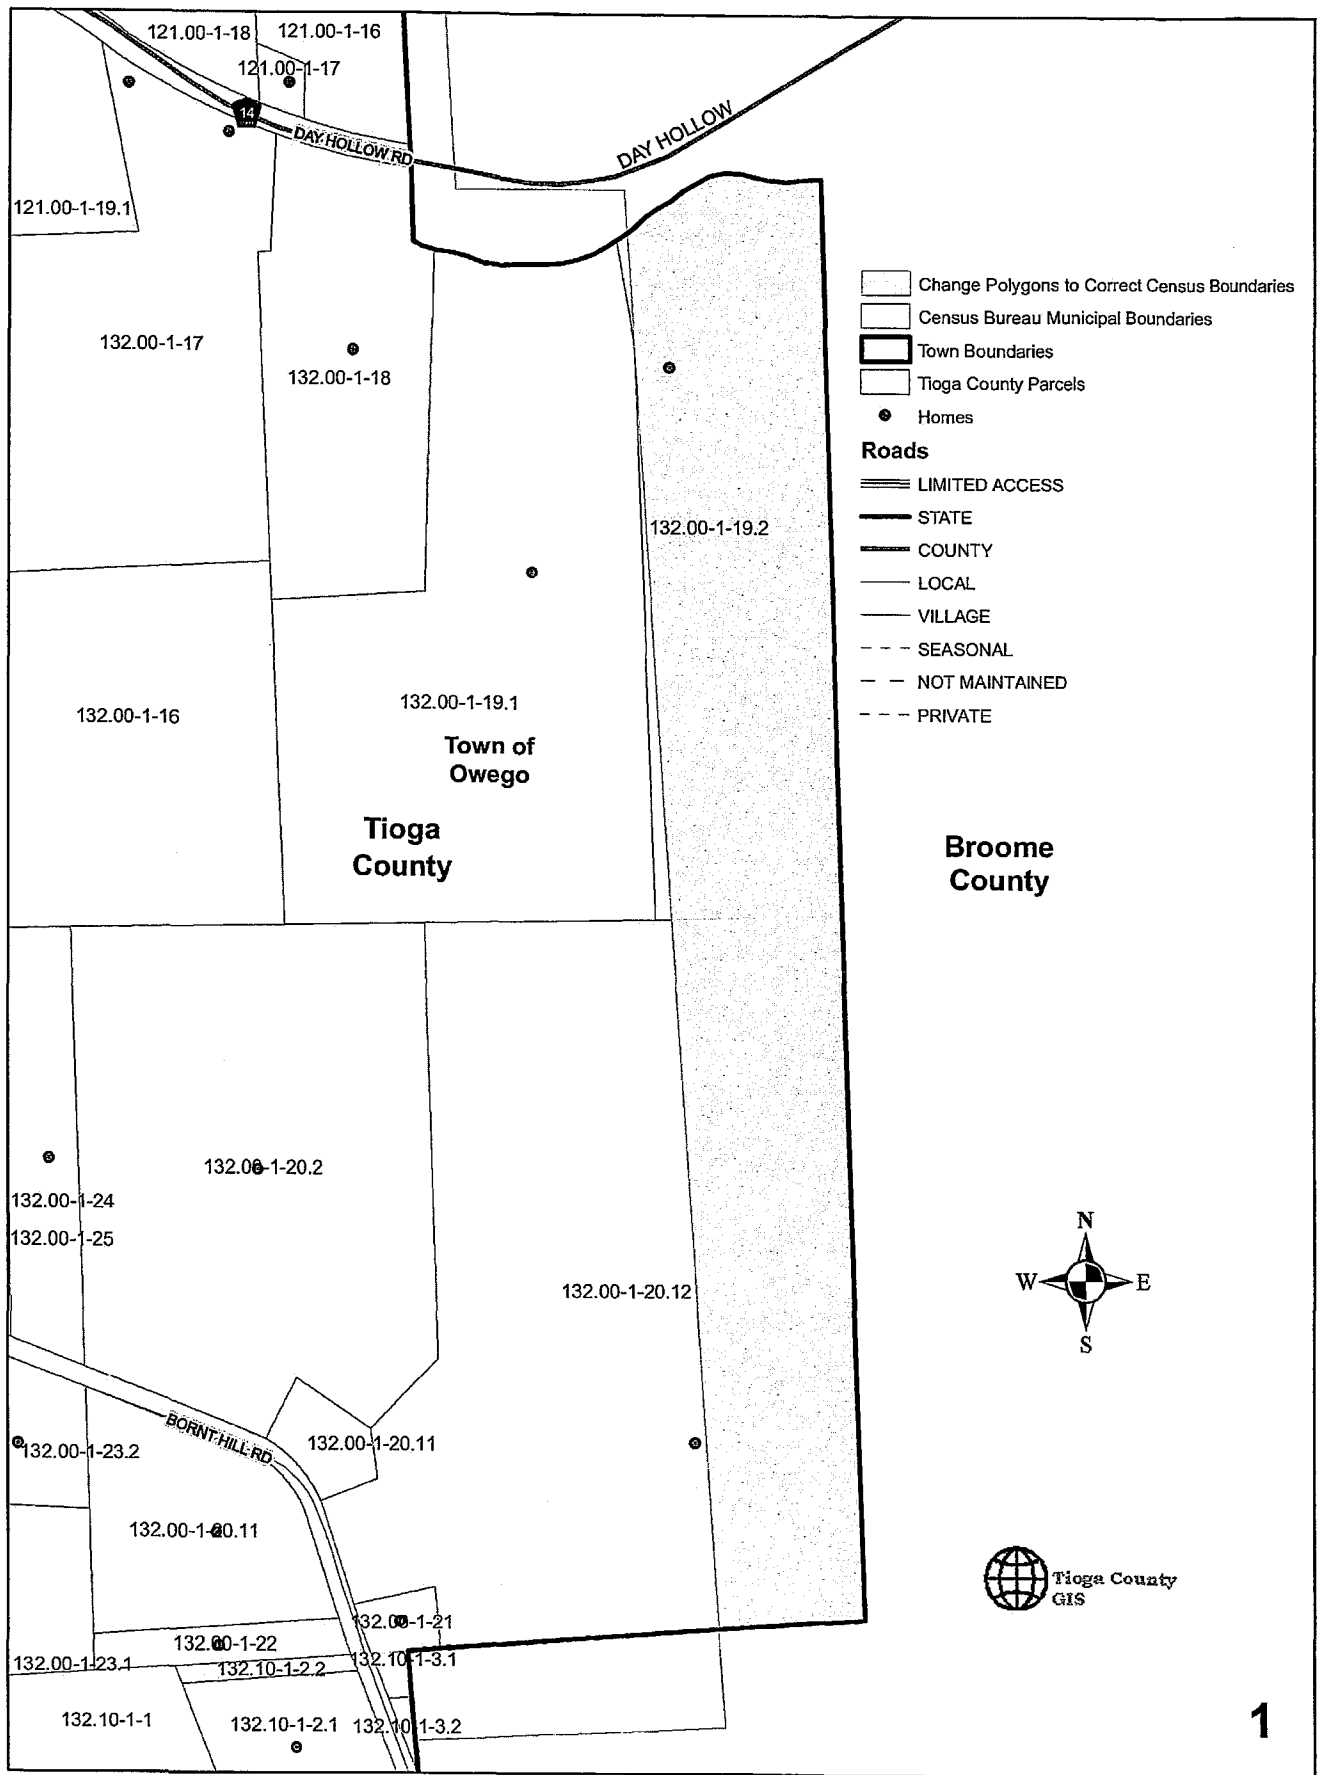 121.00-1-18
121.00-1-16
121.00-1-17
14
DAY HOLLOW RD
DAY HOLLOW
121.00-1-19.1
132.00-1-17
132.00-1-18
Change Polygons to Correct Census Boundaries
Census Bureau Municipal Boundaries
Town Boundaries
Tioga County Parcels
Homes
Roads
LIMITED ACCESS
STATE
COUNTY
LOCAL
VILLAGE
SEASONAL
NOT MAINTAINED
PRIVATE
132.00-1-19.2
132.00-1-16
132.00-1-19.1
Town of
Owego
Tioga
County
Broome
County
132.00-1-20.2
132.00-1-24
132.00-1-25
132.00-1-20.12
N
W
E
S
BORNT HILL RD
132.00-1-23.2
132.00-1-20.11
132.00-1-20.11
Tioga County
GIS
132.00-1-21
132.00-1-22
132.00-1-23.1
132.10-1-2.2
132.10-1-3.1
132.10-1-1
132.10-1-2.1
132.10-1-3.2
1